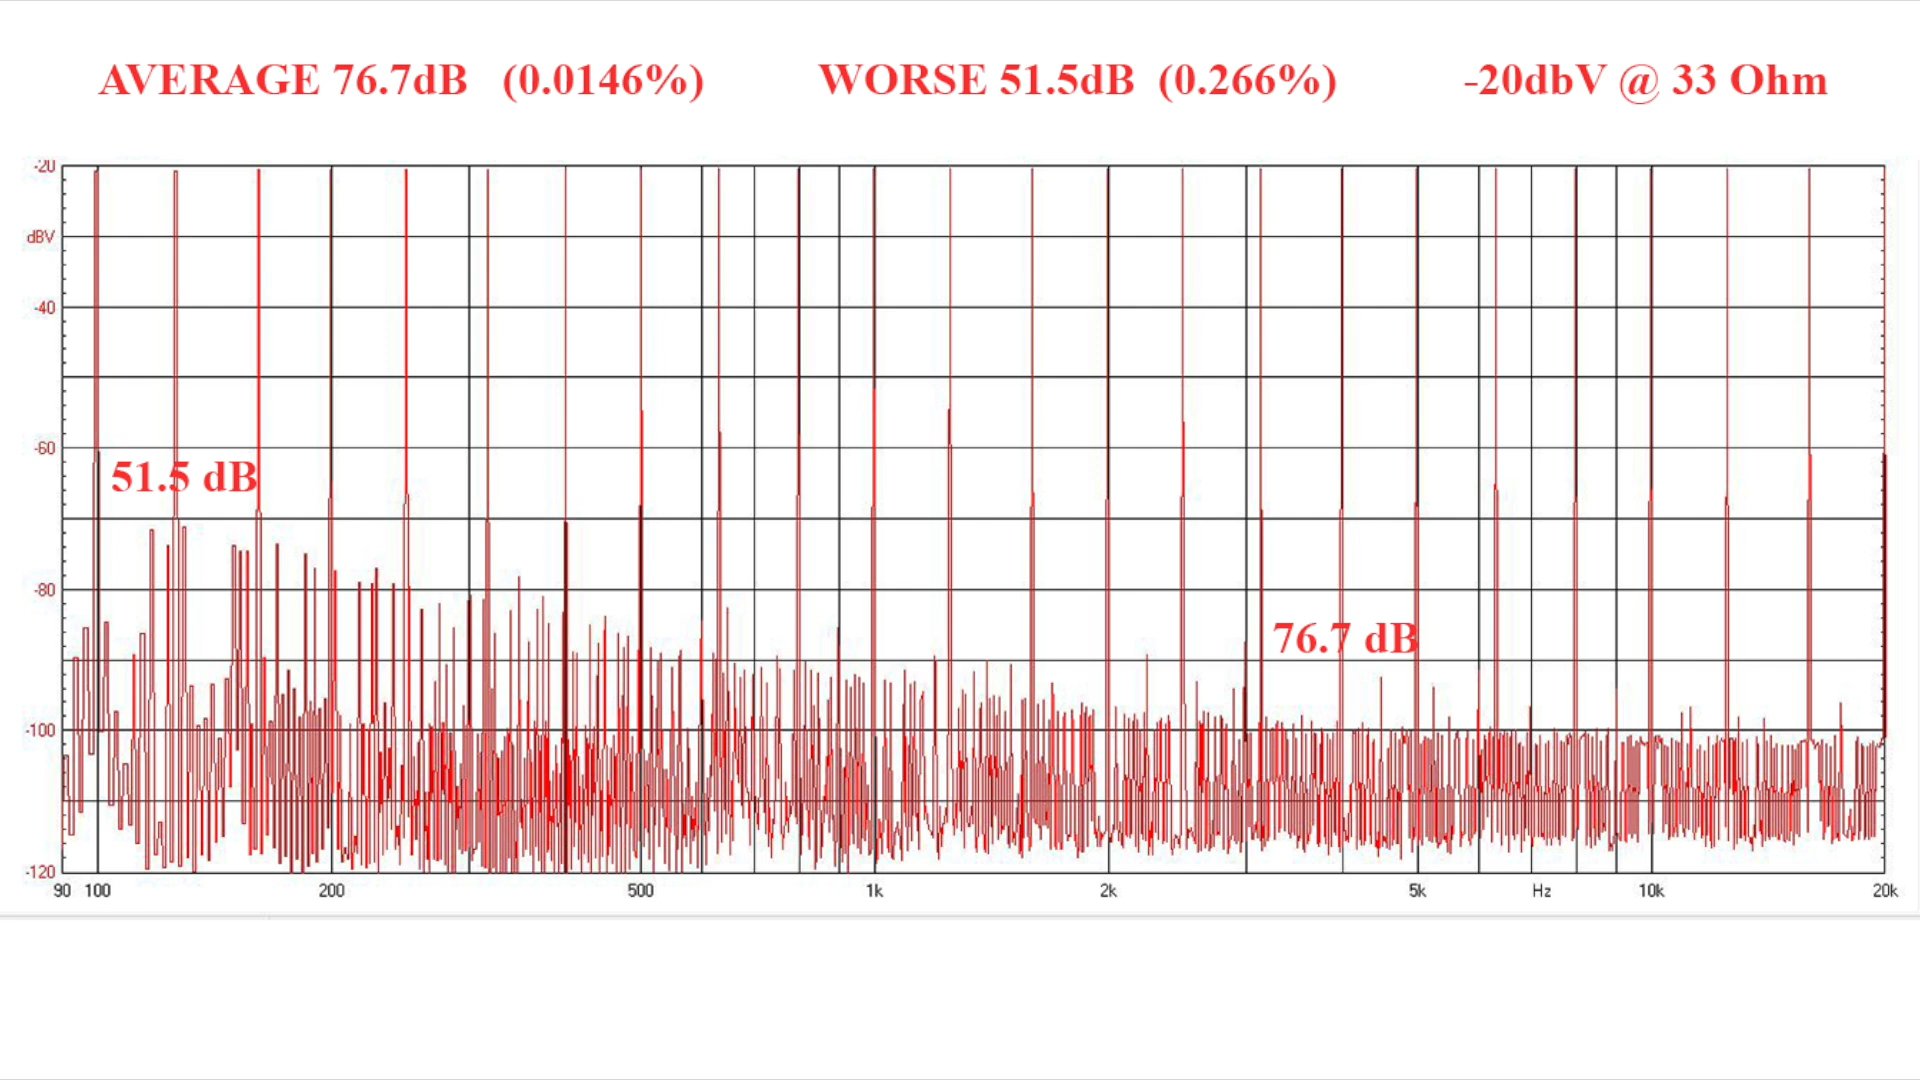 AVERAGE 76.7dB (0.0146%) WORSE 51.5dB (0.266%) -20dbV @ 33 Ohm
-20
dBV
-40
-60
51.5 dB
-80
76.7 dB
-100
-120
90 100 200 500 1k 2k 5k Hz 10k 20k